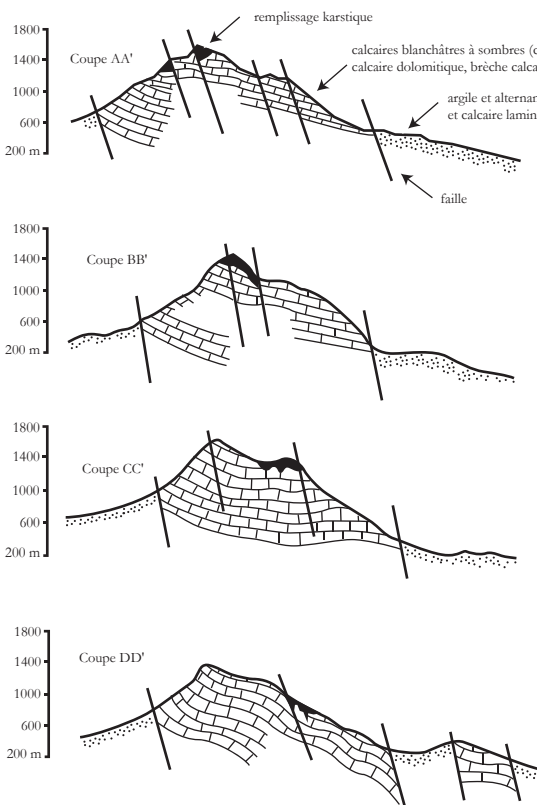 remplissage karstique
1800
1400
1000
600
200 m
Coupe AA'
calcaires blanchâtres à sombres
calcaire dolomitique, brèche
argile et
et calcaire
faille
1800
1400
1000
600
200 m
Coupe BB'
1800
1400
1000
600
200 m
Coupe CC'
1800
1400
1000
600
200 m
Coupe DD'